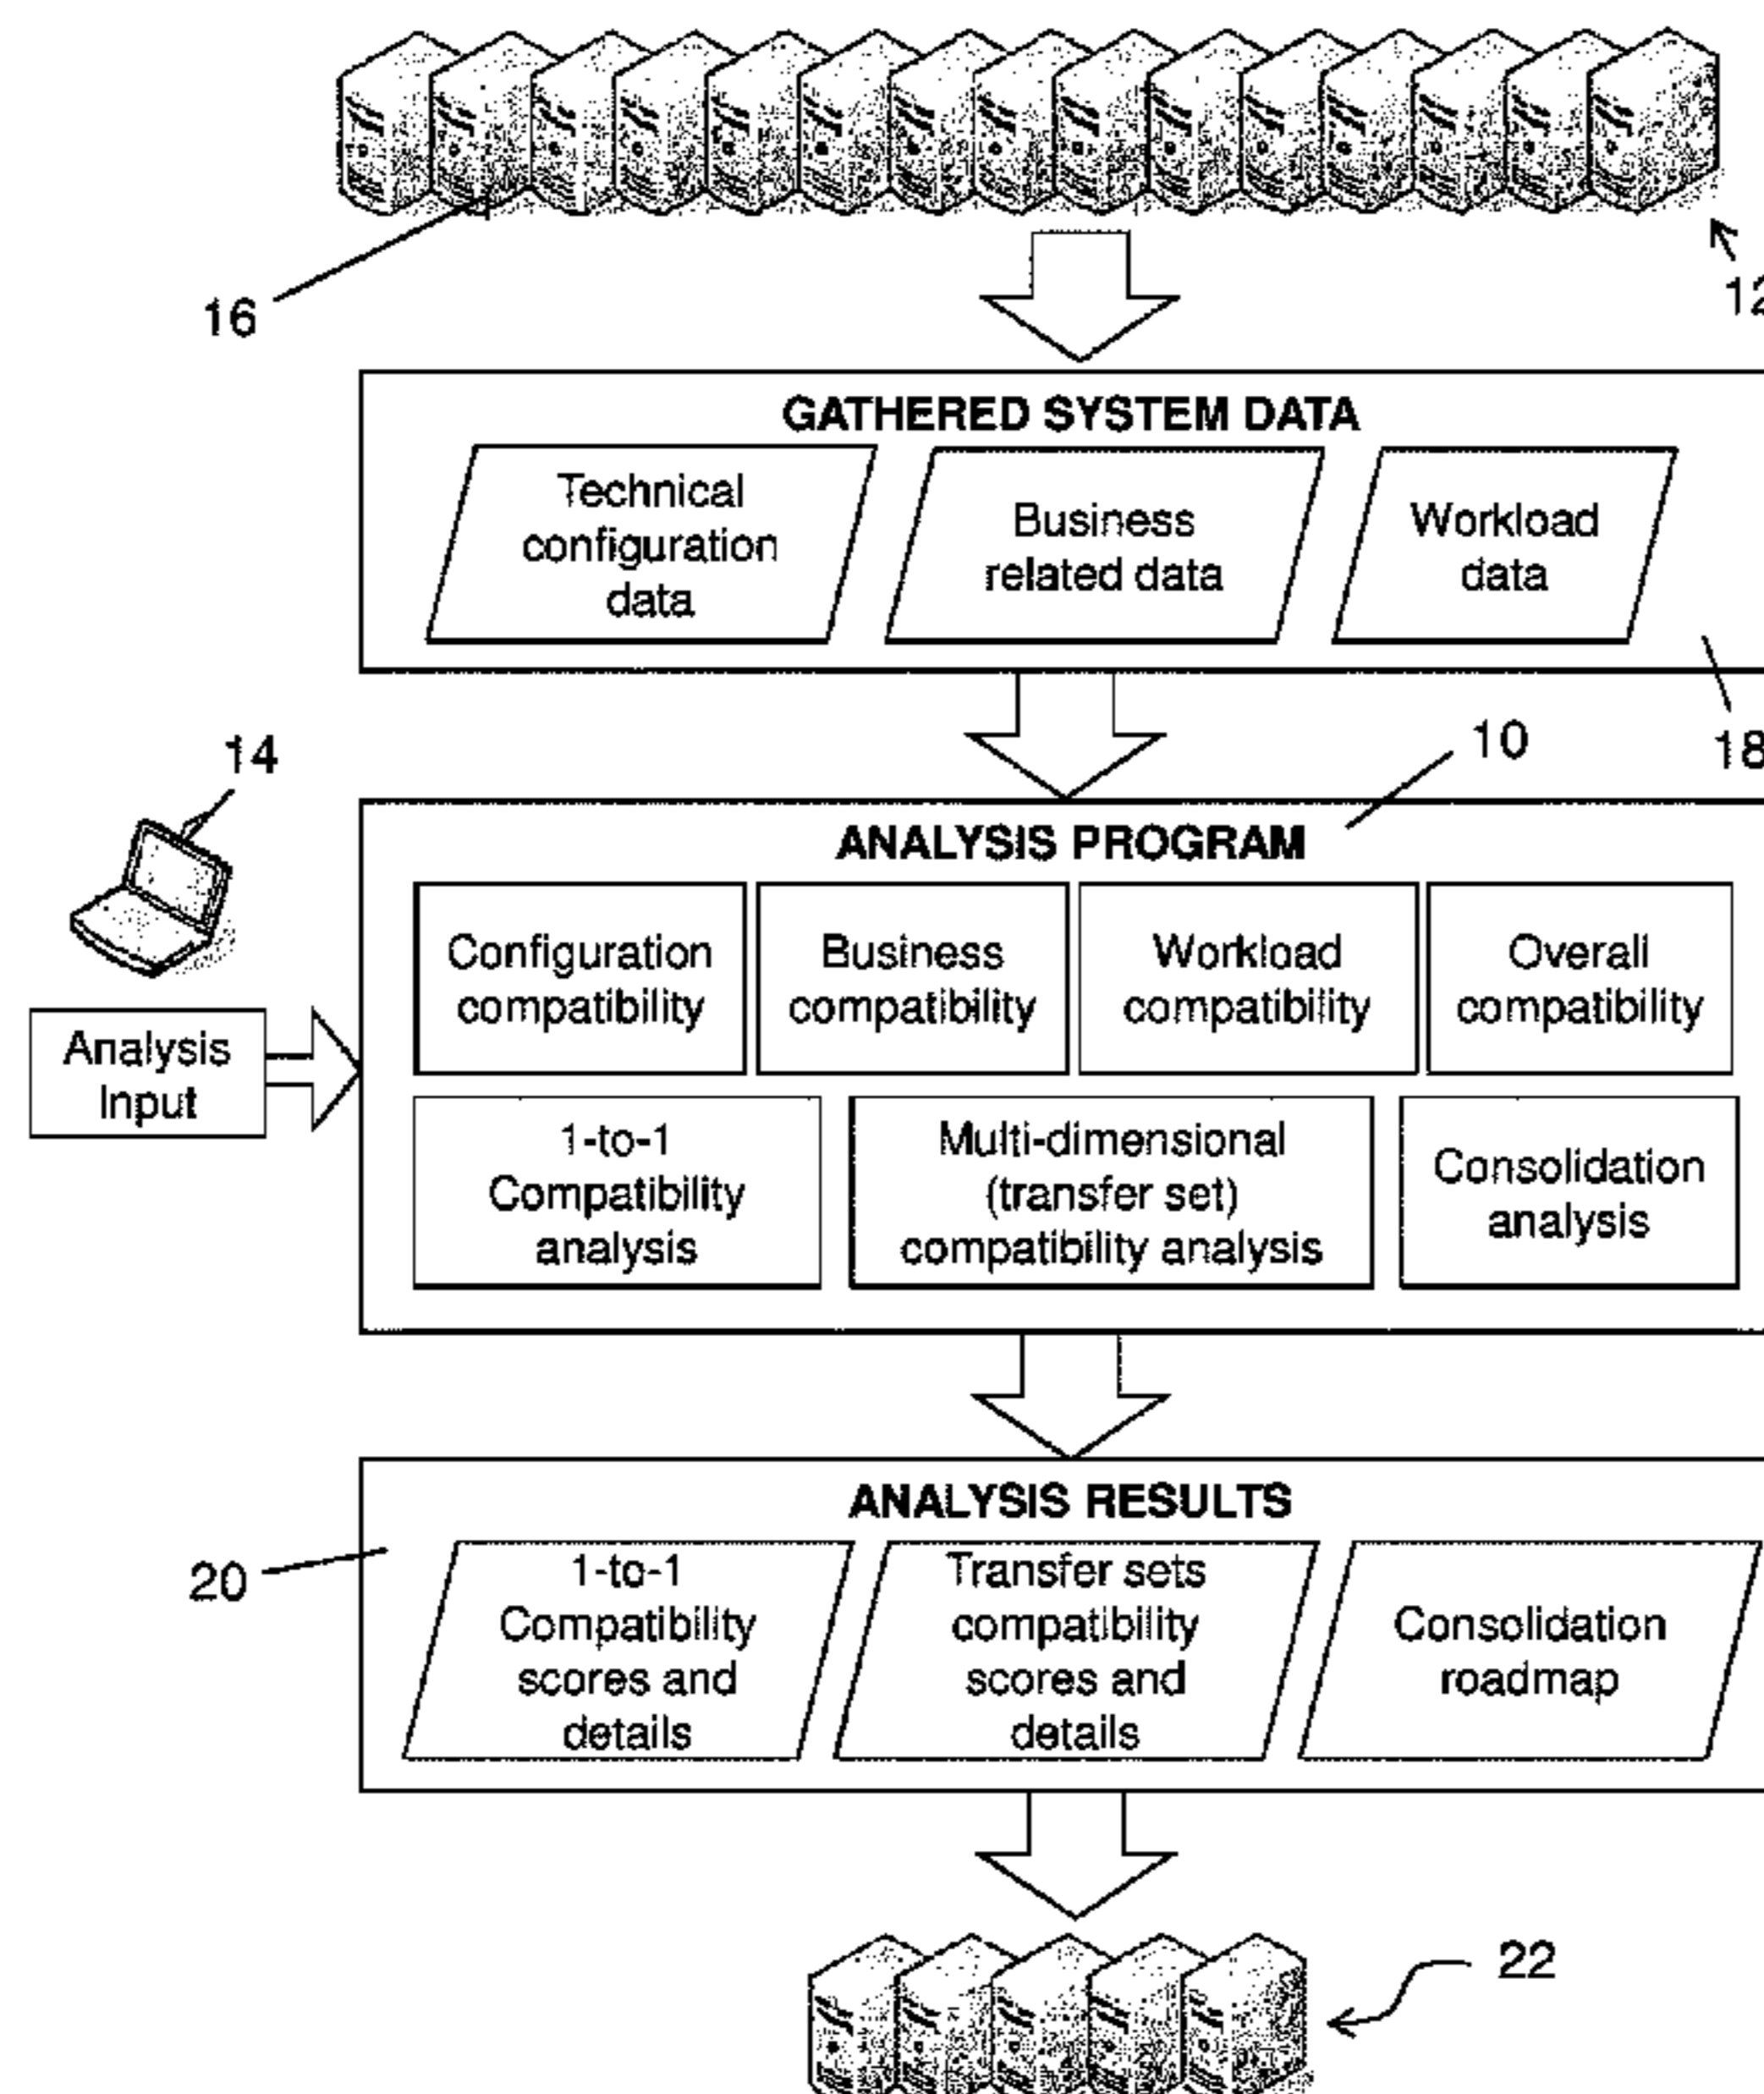 16
12
GATHERED SYSTEM DATA
Technical
configuration
data
Business
related data
Workload
data
18
14
10
ANALYSIS PROGRAM
Configuration
compatibility
Business
compatibility
Workload
compatibility
Overall
compatibility
Analysis
Input
1-to-1
Compatibility
analysis
Multi-dimensional
(transfer set)
compatibility analysis
Consolidation
analysis
ANALYSIS RESULTS
20
1-to-1
Compatibility
scores and
details
Transfer sets
compatibility
scores and
details
Consolidation
roadmap
22